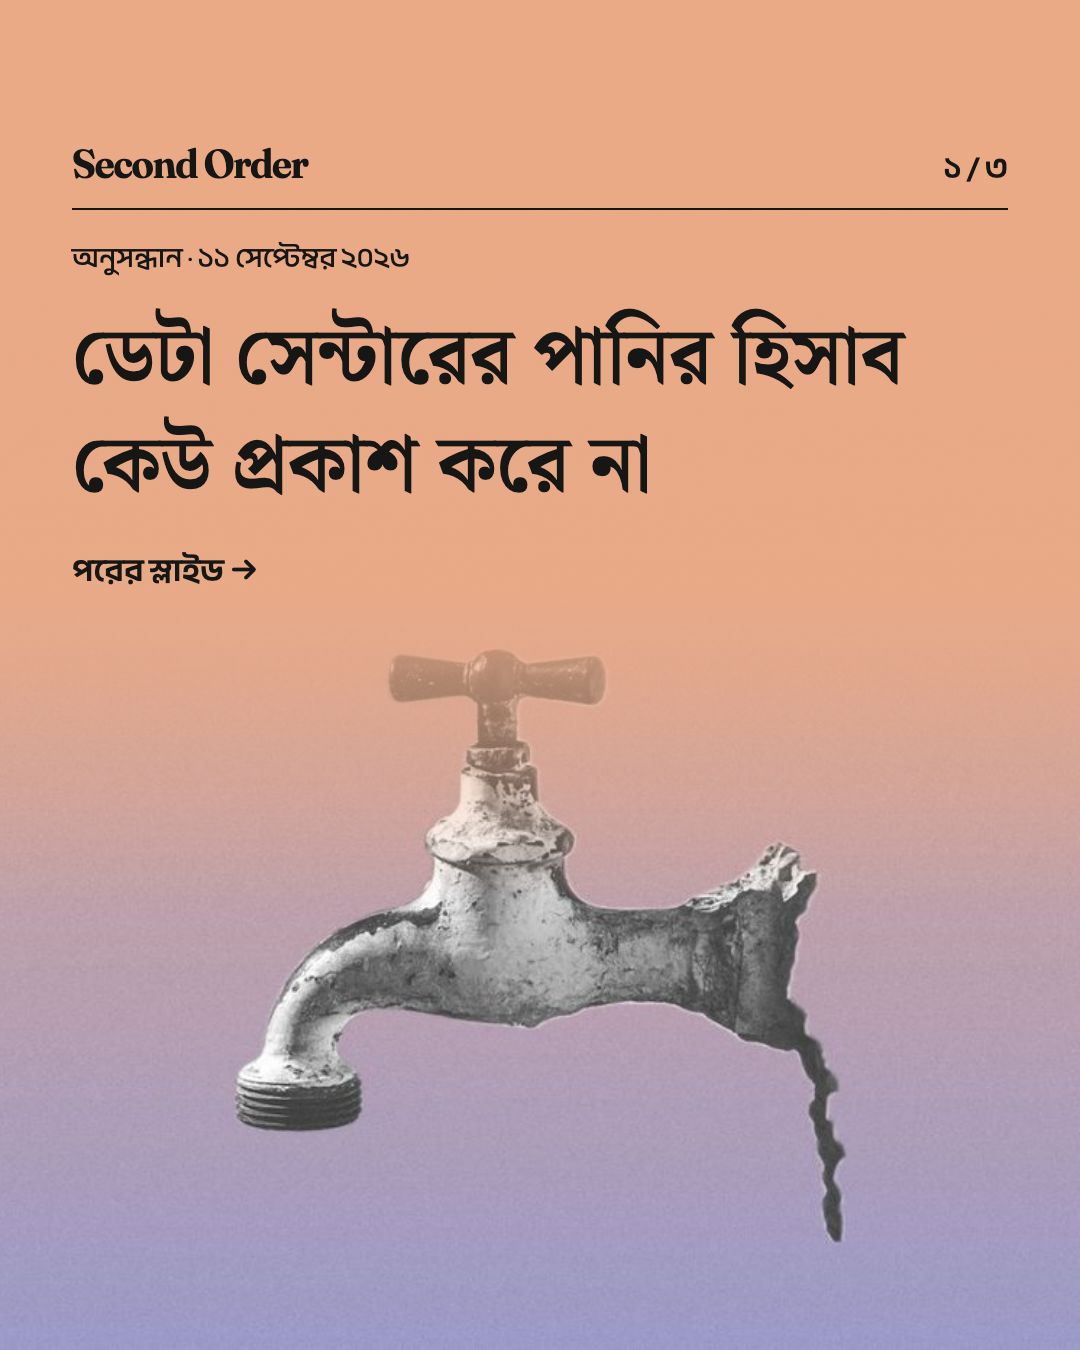 Second Order
১ / ৩
অনুসন্ধান · ১১ সেপ্টেম্বর ২০২৬
ডেটা সেন্টারের পানির হিসাব
কেউ প্রকাশ করে না
পরের স্লাইড →